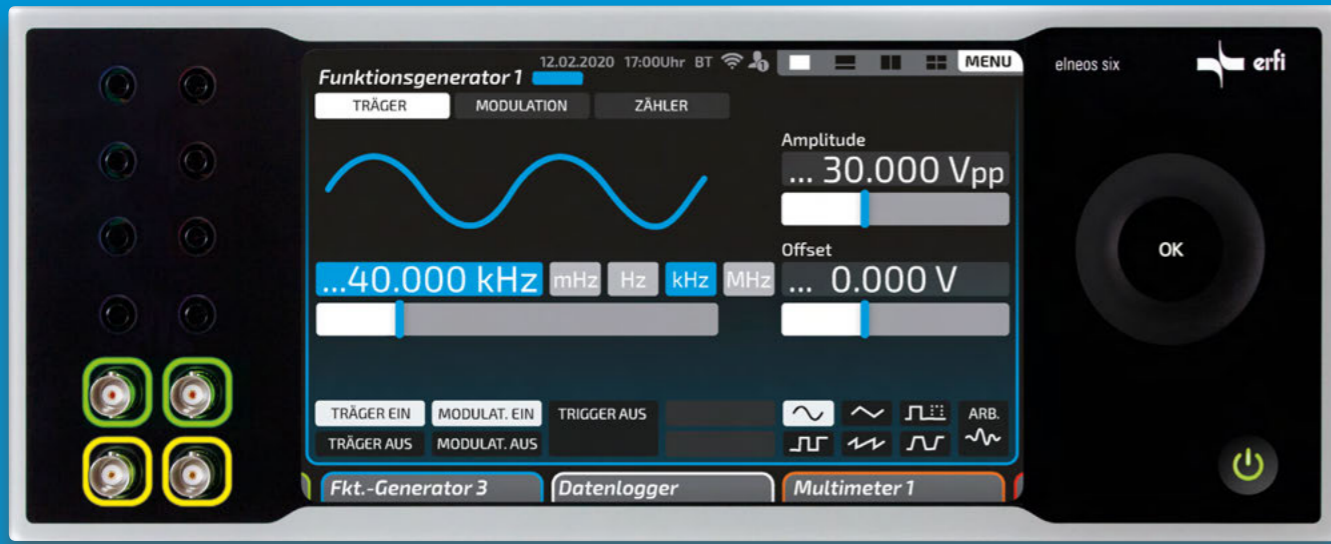 12.02.2020 17:00Uhr BT 1 MENU
Funktionsgenerator 1
TRÄGER MODULATION ZÄHLER
Amplitude
... 30.000 Vpp
Offset
...40.000 kHz mHz Hz kHz MHz ... 0.000 V
TRÄGER EIN MODULAT. EIN TRIGGER AUS ARB.
TRÄGER AUS MODULAT. AUS
Fkt.-Generator 3 Datenlogger Multimeter 1
elneos six erfi
OK